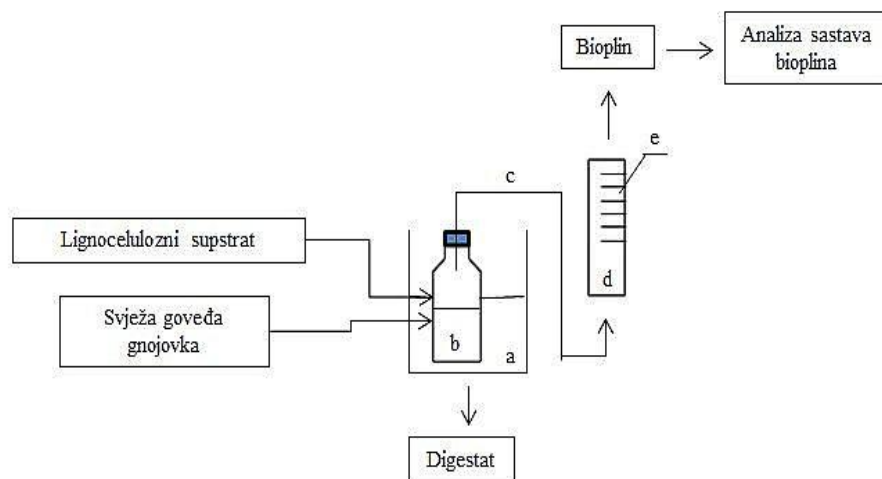 Bioplin
Analiza sastava
bioplina
e
c
Lignocelulozni supstrat
d
Svježa goveđa
gnojovka
b
a
Digestat